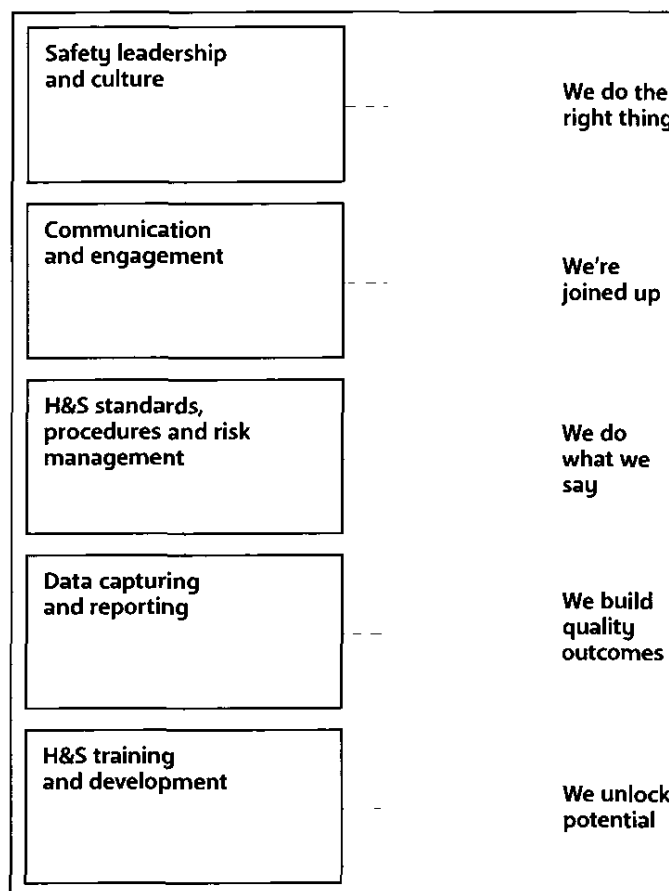 Safety leadership
and culture
We do the
right thing
Communication
and engagement
We're
joined up
H&S standards,
procedures and risk
management
We do
what we
say
Data capturing
and reporting
We build
quality
outcomes
H&S training
and development
We unlock
potential